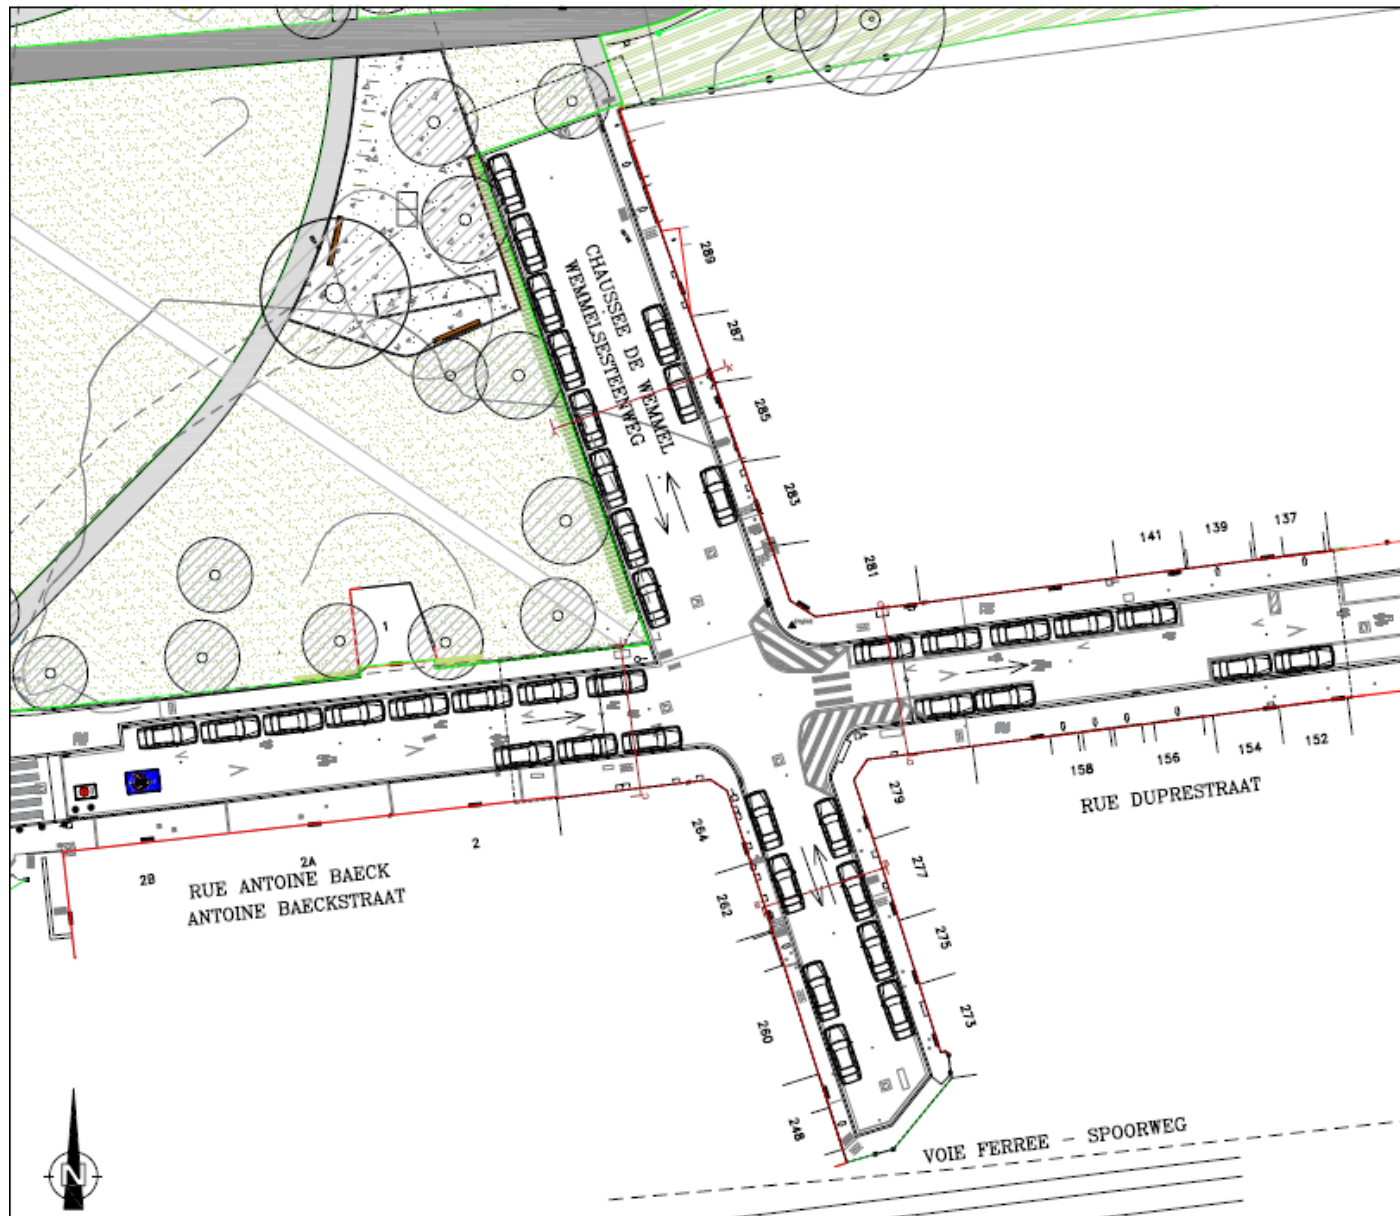 289
CHAUSSEE DE WEMMEL
WEMMELSESTEENWEG
287
285
283
281
141
139
137
1
158
156
154
152
RUE DUPRESTRAAT
2B
2A
2
RUE ANTOINE BAECK
ANTOINE BAECKSTRAAT
264
279
262
277
275
260
273
248
VOIE FERREE - SPOORWEG
N